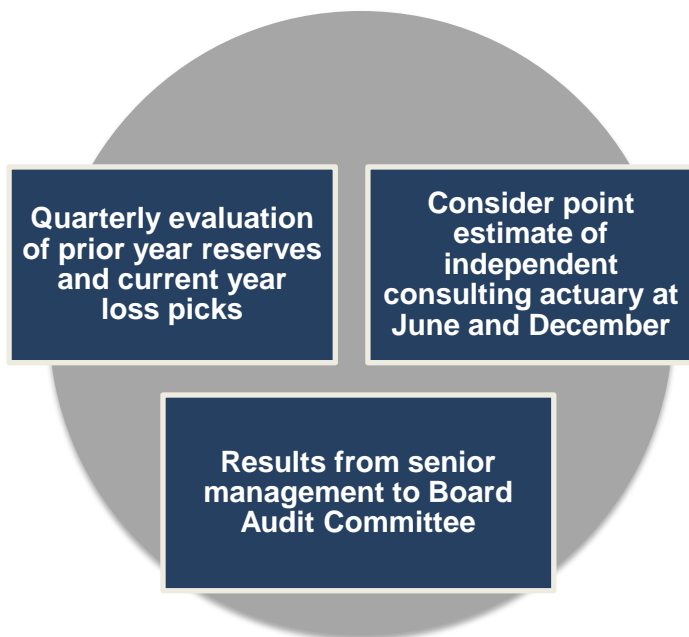 Quarterly evaluation
of prior year reserves
and current year
loss picks
Consider point
estimate of
independent
consulting actuary at
June and December
Results from senior
management to Board
Audit Committee